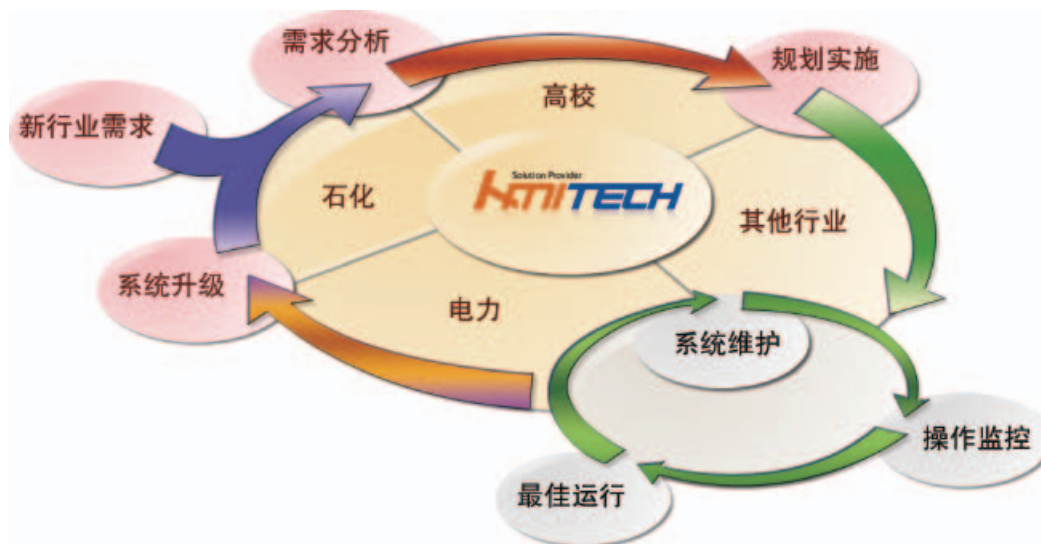 需求分析
规划实施
高校
新行业需求
Solution Provider
HMITECH
石化
其他行业
系统升级
电力
系统维护
操作监控
最佳运行